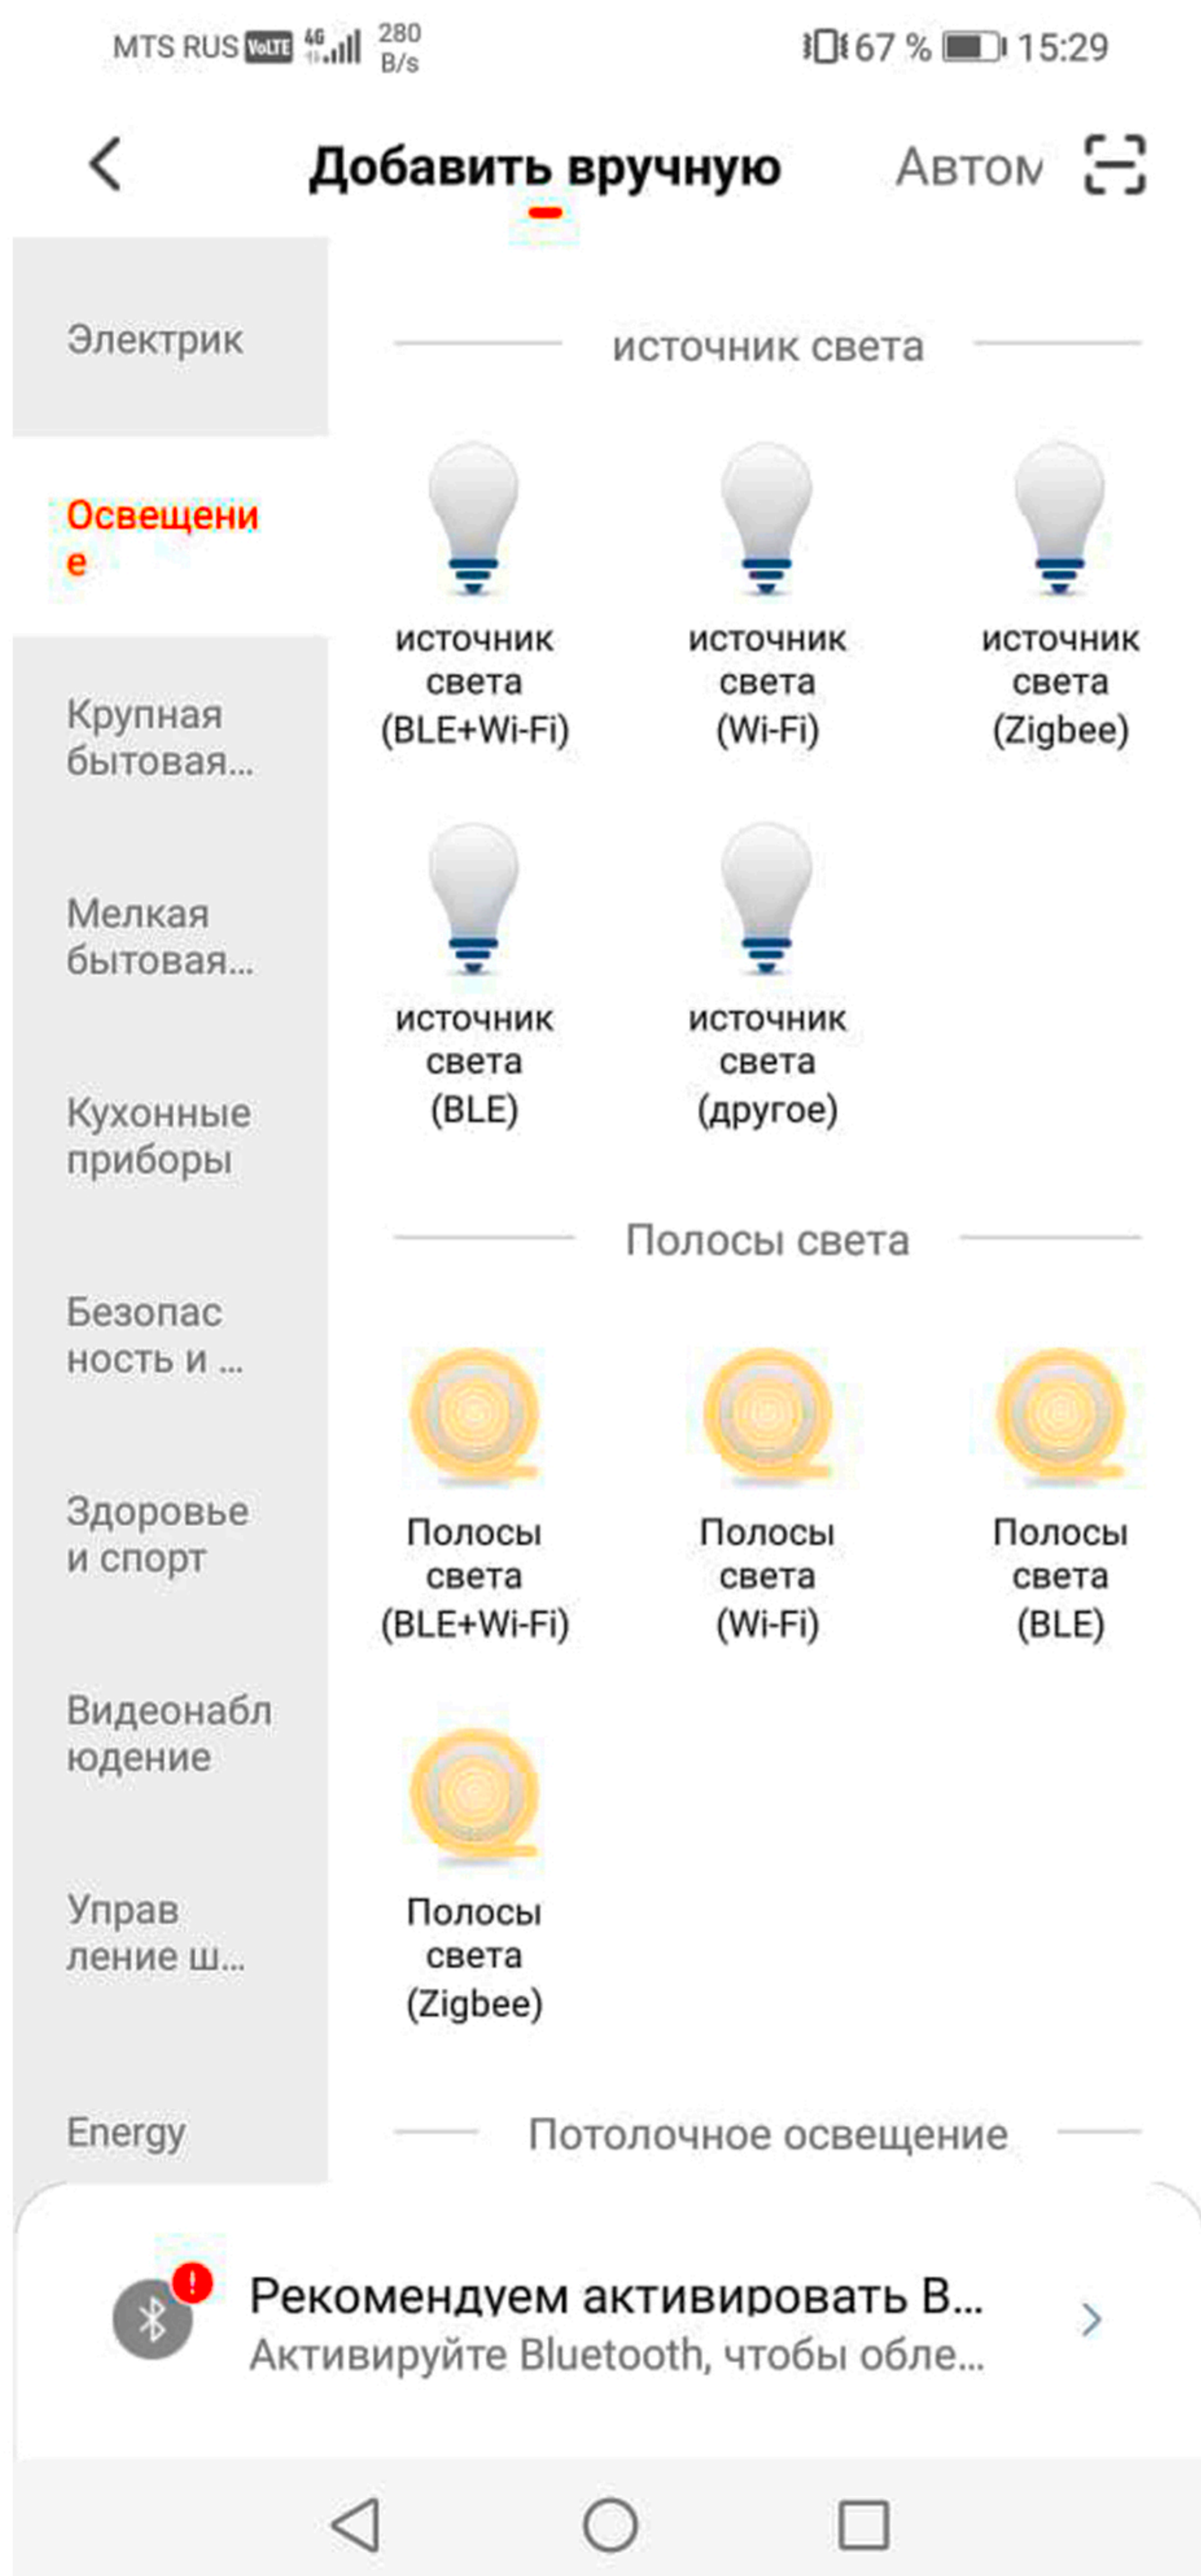 MTS RUS VoLTE 4G 280 B/s 67 % 15:29
Добавить вручную Автом
Электрик
Освещени
е
Крупная
бытовая...
Мелкая
бытовая...
Кухонные
приборы
Безопас
ность и ...
Здоровье
и спорт
Видеонабл
юдение
Управ
ление ш...
Energy
источник света
источник
света
(BLE+Wi-Fi)
источник
света
(Wi-Fi)
источник
света
(Zigbee)
источник
света
(BLE)
источник
света
(другое)
Полосы света
Полосы
света
(BLE+Wi-Fi)
Полосы
света
(Wi-Fi)
Полосы
света
(BLE)
Полосы
света
(Zigbee)
Потолочное освещение
Рекомендуем активировать B...
Активируйте Bluetooth, чтобы обле...